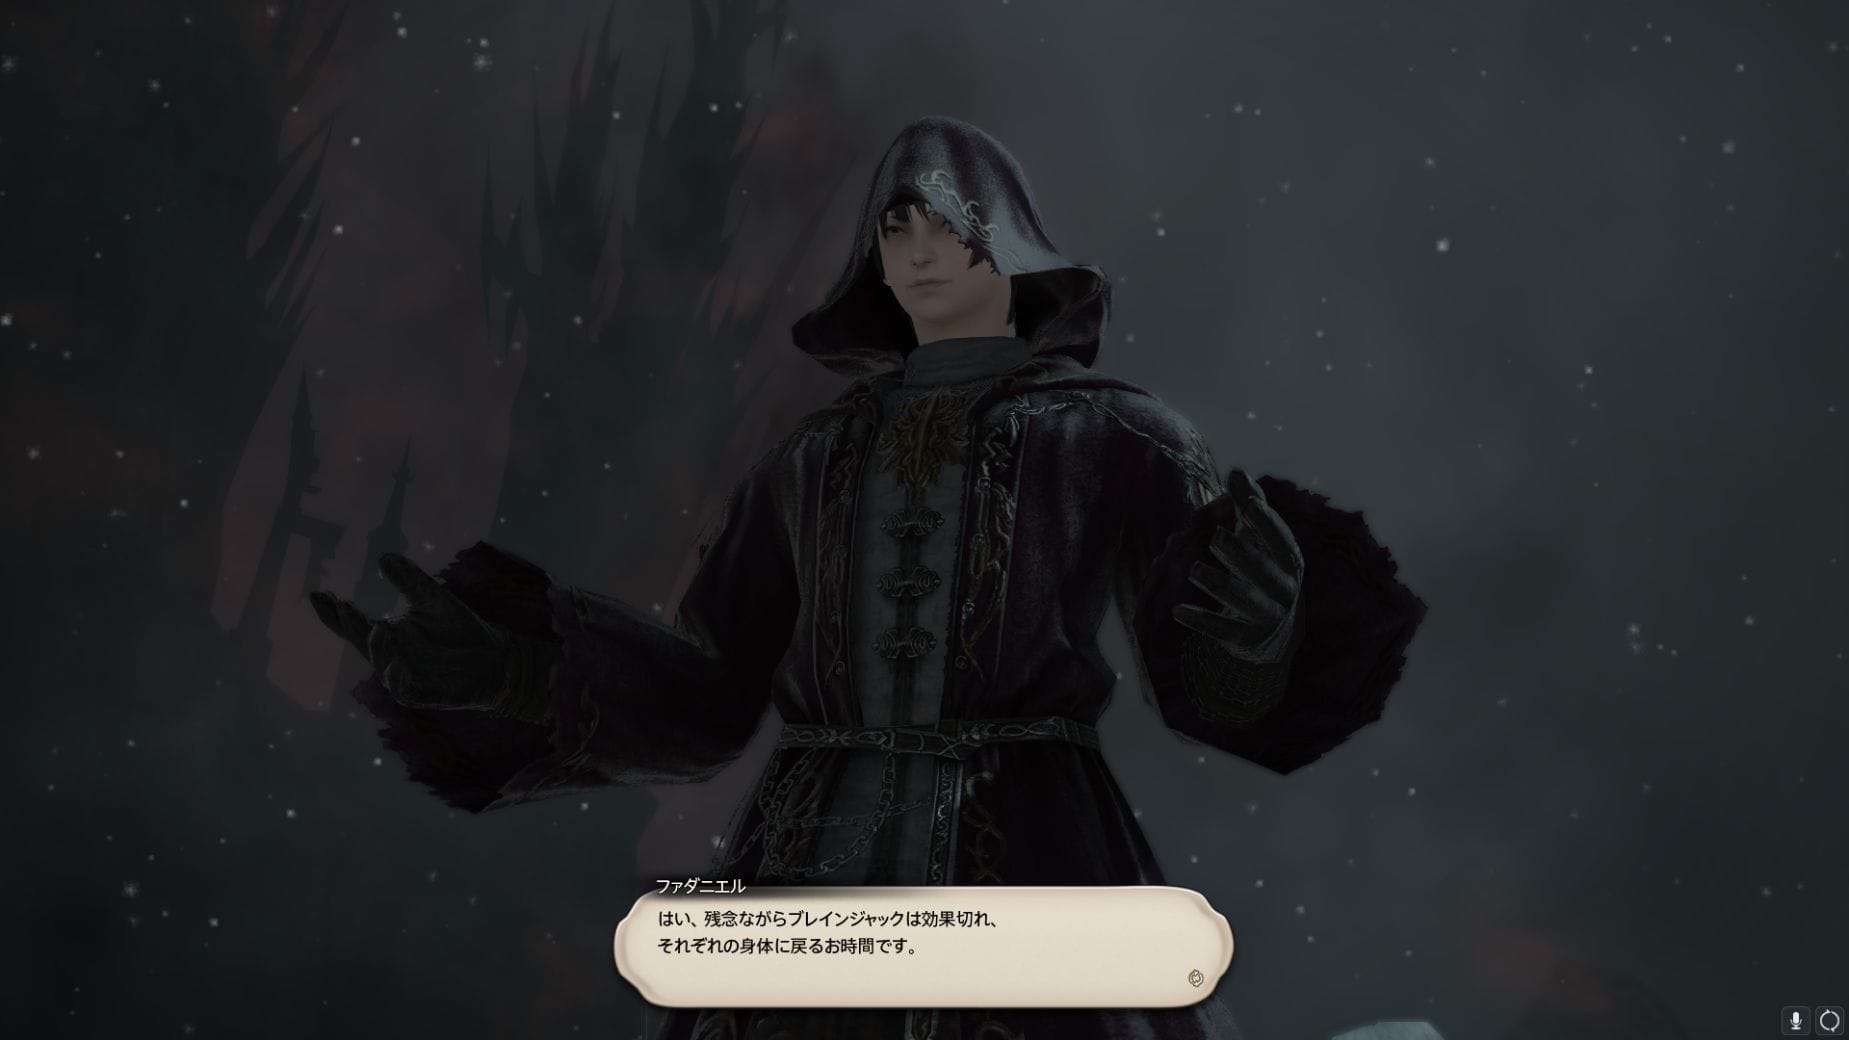 ファダニエル
はい、残念ながらブレインジャックは効果切れ、
それぞれの身体に戻るお時間です。